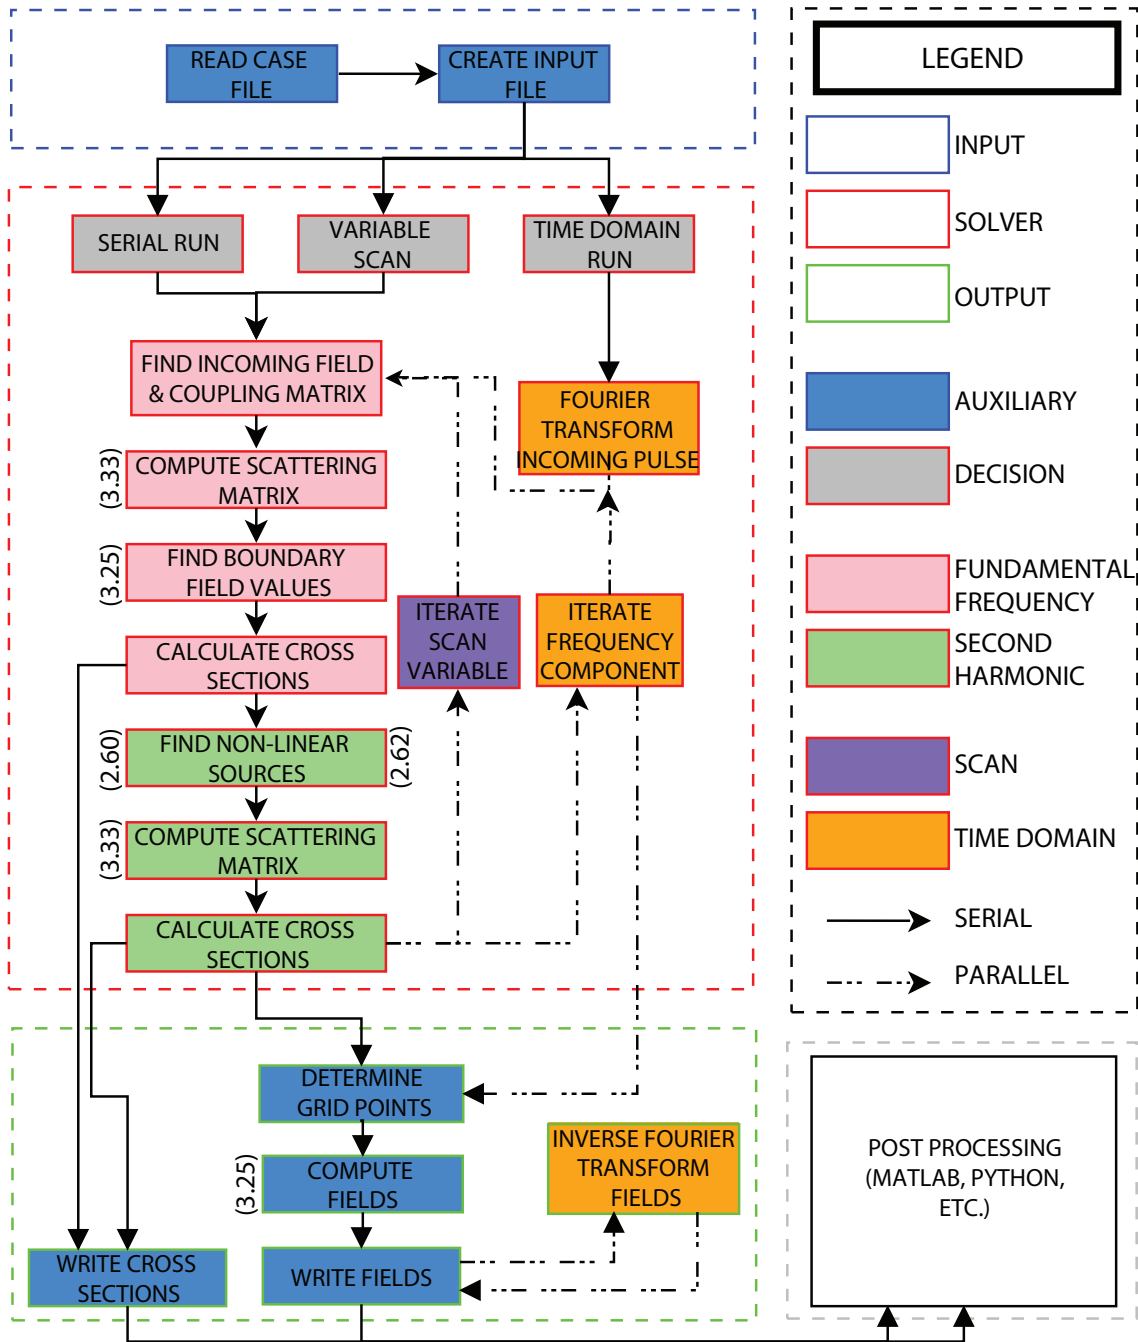 READ CASE
FILE
CREATE INPUT
FILE
SERIAL RUN
VARIABLE
SCAN
TIME DOMAIN
RUN
FIND INCOMING FIELD
& COUPLING MATRIX
FOURIER
TRANSFORM
INCOMING PULSE
(3.33)
COMPUTE SCATTERING
MATRIX
(3.25)
FIND BOUNDARY
FIELD VALUES
ITERATE
SCAN
VARIABLE
ITERATE
FREQUENCY
COMPONENT
CALCULATE CROSS
SECTIONS
(2.60)
FIND NON-LINEAR
SOURCES
(2.62)
(3.33)
COMPUTE SCATTERING
MATRIX
CALCULATE CROSS
SECTIONS
DETERMINE
GRID POINTS
INVERSE FOURIER
TRANSFORM
FIELDS
(3.25)
COMPUTE
FIELDS
WRITE CROSS
SECTIONS
WRITE FIELDS
LEGEND
INPUT
SOLVER
OUTPUT
AUXILIARY
DECISION
FUNDAMENTAL
FREQUENCY
SECOND
HARMONIC
SCAN
TIME DOMAIN
SERIAL
PARALLEL
POST PROCESSING
(MATLAB, PYTHON,
ETC.)